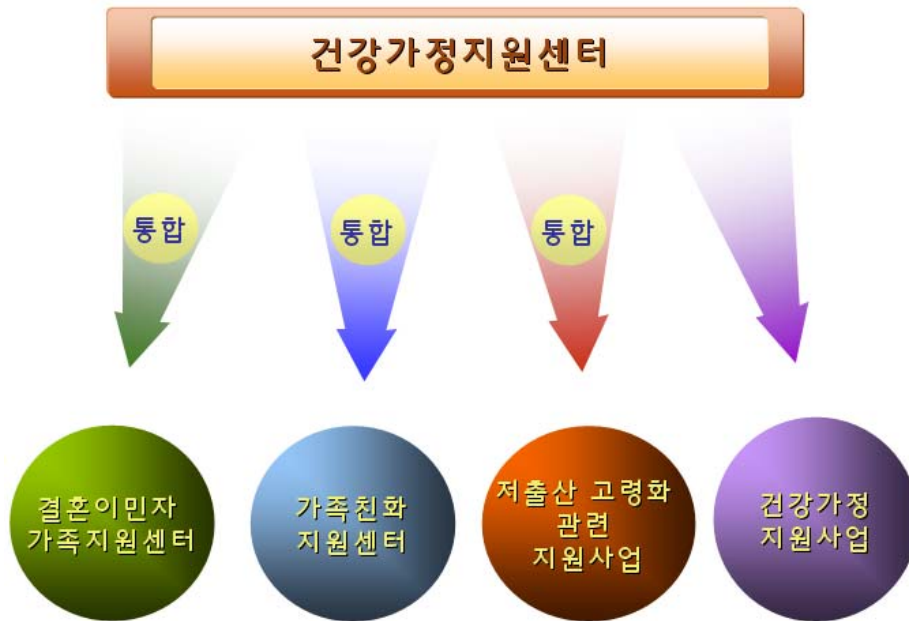 건강가정지원센터
통합
통합
통합
결혼이민자
가족지원센터
가족친화
지원센터
저출산 고령화
관련
지원사업
건강가정
지원사업